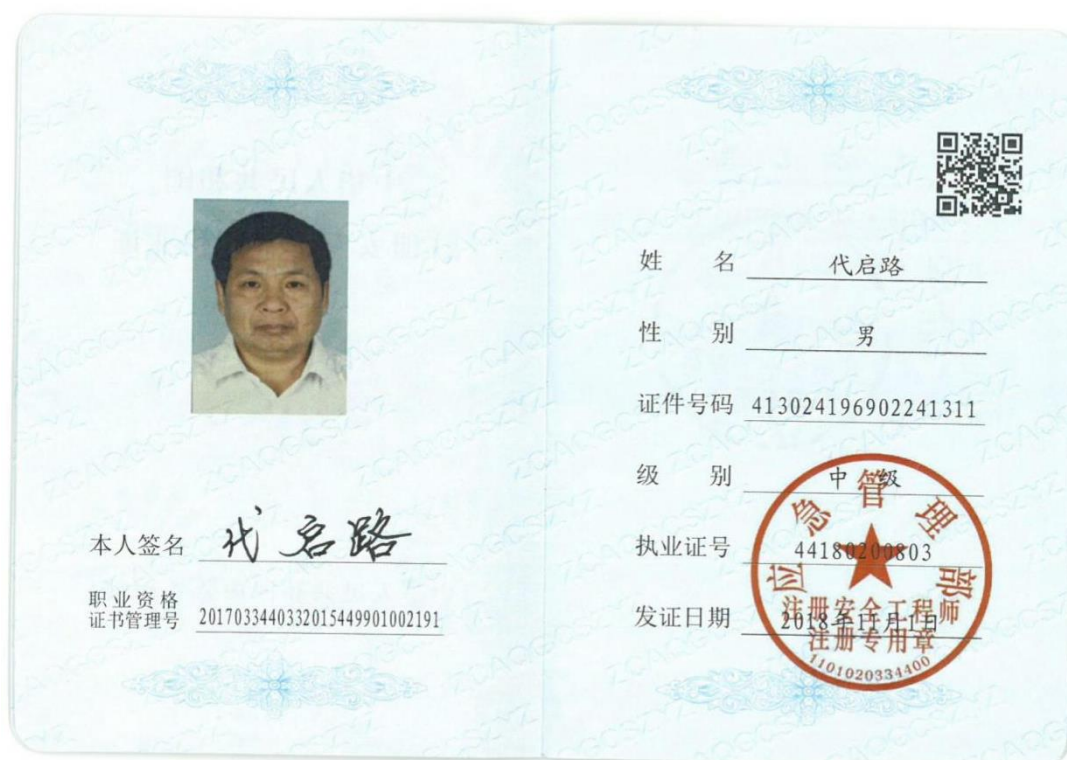 本人签名 代启路
职业资格
证书管理号 2017033440332015449901002191
姓 名 代启路
性 别 男
证件号码 413024196902241311
级 别 中 级
执业证号 44180200803
发证日期 2018年11月1日
应急管理部
注册安全工程师
注册专用章
1101020334400